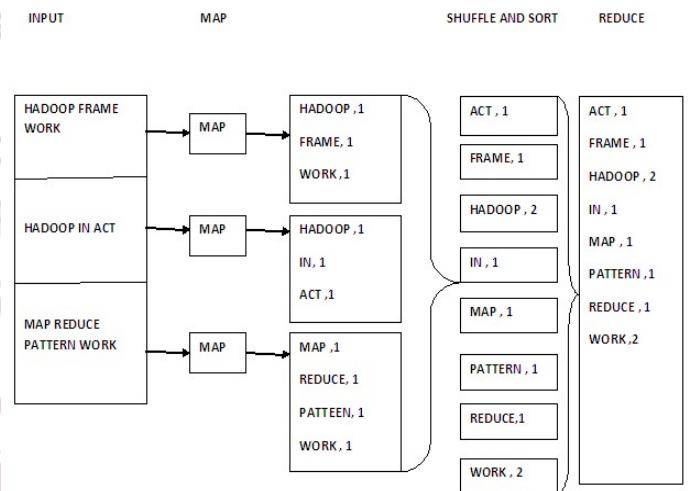 INPUT
MAP
SHUFFLE AND SORT
REDUCE
HADOOP FRAME
WORK
HADOOP IN ACT
MAP REDUCE
PATTERN WORK
MAP
MAP
MAP
HADOOP ,1
FRAME, 1
WORK ,1
HADOOP ,1
IN, 1
ACT ,1
MAP ,1
REDUCE, 1
PATTEEN, 1
WORK , 1
ACT , 1
FRAME, 1
HADOOP , 2
IN , 1
MAP , 1
PATTERN , 1
REDUCE,1
WORK , 2
ACT , 1
FRAME , 1
HADOOP , 2
IN , 1
MAP , 1
PATTERN ,1
REDUCE , 1
WORK ,2